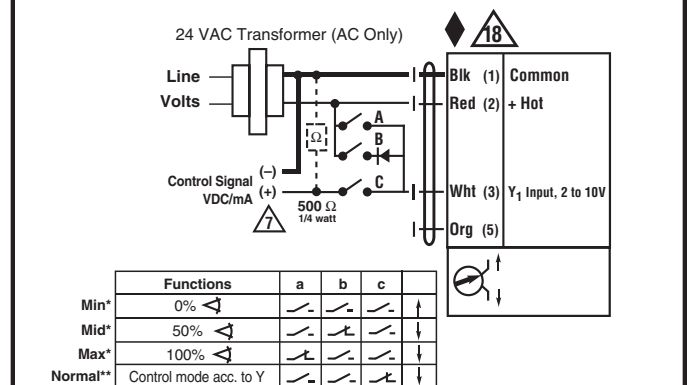 24 VAC Transformer (AC Only)
18
Line
Volts
Blk (1) Common
Red (2) + Hot
A
B
C
Ω
Control Signal (–)
VDC/mA (+)
7
500 Ω
1/4 watt
Wht (3) Y1 Input, 2 to 10V
Org (5)
Functions a b c
Min* 0%
Mid* 50%
Max* 100%
Normal** Control mode acc. to Y